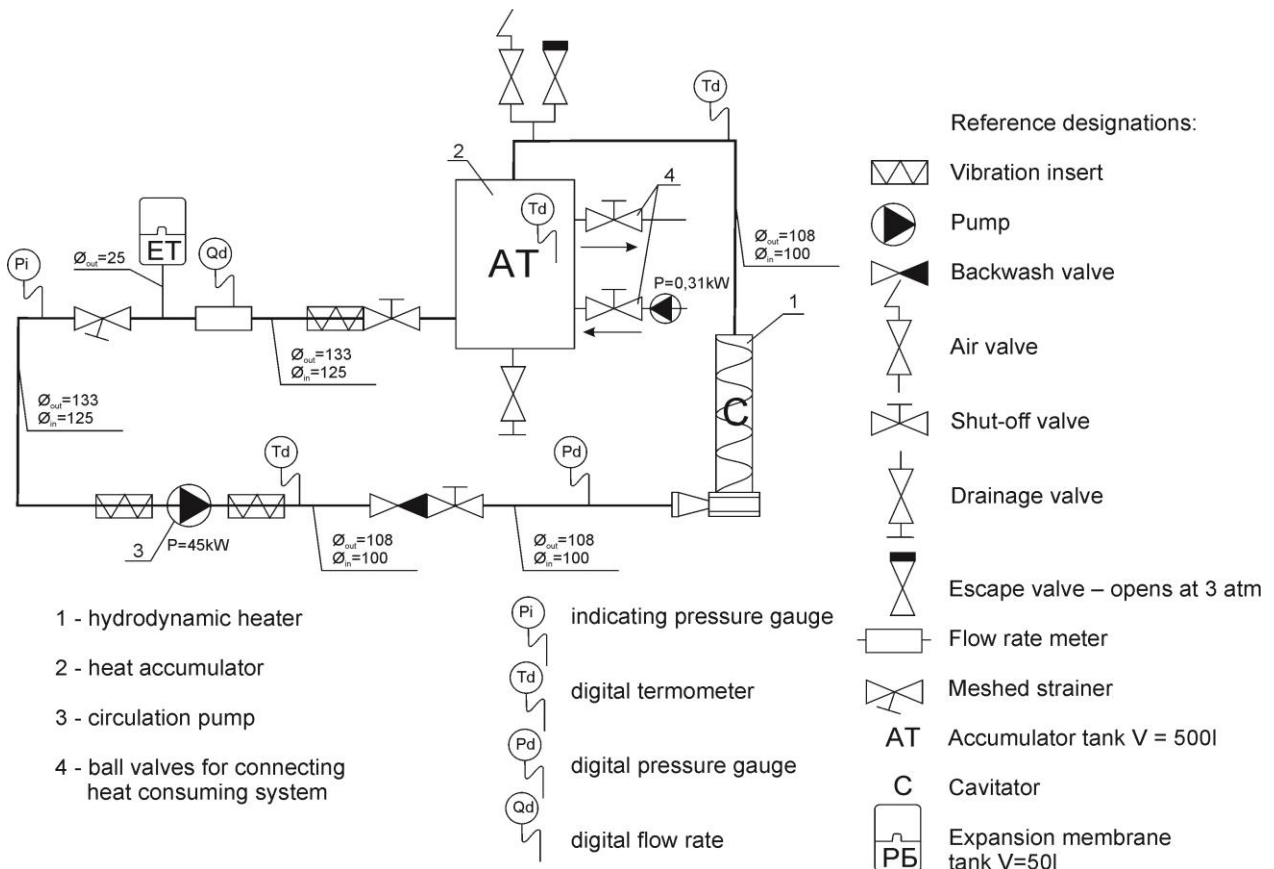 Td
2
4
Td
AT
P=0,31kW
Øout=108
Øin=100
1
ET
Øout=25
Qd
Pi
Øout=133
Øin=125
Øout=133
Øin=125
C
Td
Pd
3
P=45kW
Øout=108
Øin=100
Øout=108
Øin=100
1 - hydrodynamic heater
2 - heat accumulator
3 - circulation pump
4 - ball valves for connecting
heat consuming system
Pi
indicating pressure gauge
Td
digital termometer
Pd
digital pressure gauge
Qd
digital flow rate
Reference designations:
Vibration insert
Pump
Backwash valve
Air valve
Shut-off valve
Drainage valve
Escape valve – opens at 3 atm
Flow rate meter
Meshed strainer
AT Accumulator tank V = 500l
C Cavitator
РБ
Expansion membrane
tank V=50l